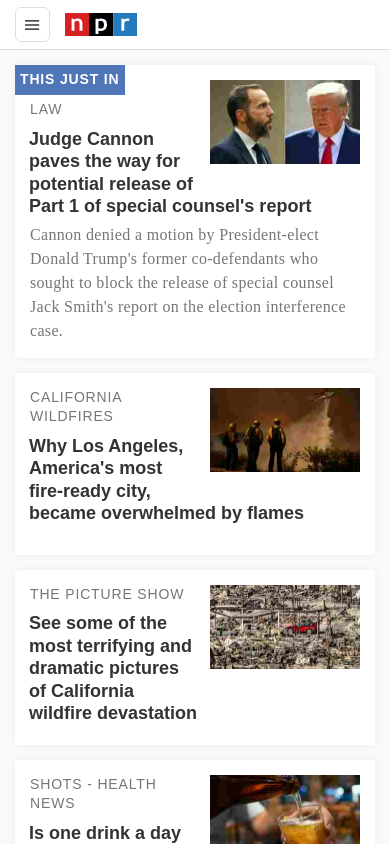 npr
THIS JUST IN
LAW
Judge Cannon
paves the way for
potential release of
Part 1 of special counsel's report
Cannon denied a motion by President-elect
Donald Trump's former co-defendants who
sought to block the release of special counsel
Jack Smith's report on the election interference
case.
CALIFORNIA
WILDFIRES
Why Los Angeles,
America's most
fire-ready city,
became overwhelmed by flames
THE PICTURE SHOW
See some of the
most terrifying and
dramatic pictures
of California
wildfire devastation
SHOTS - HEALTH
NEWS
Is one drink a day